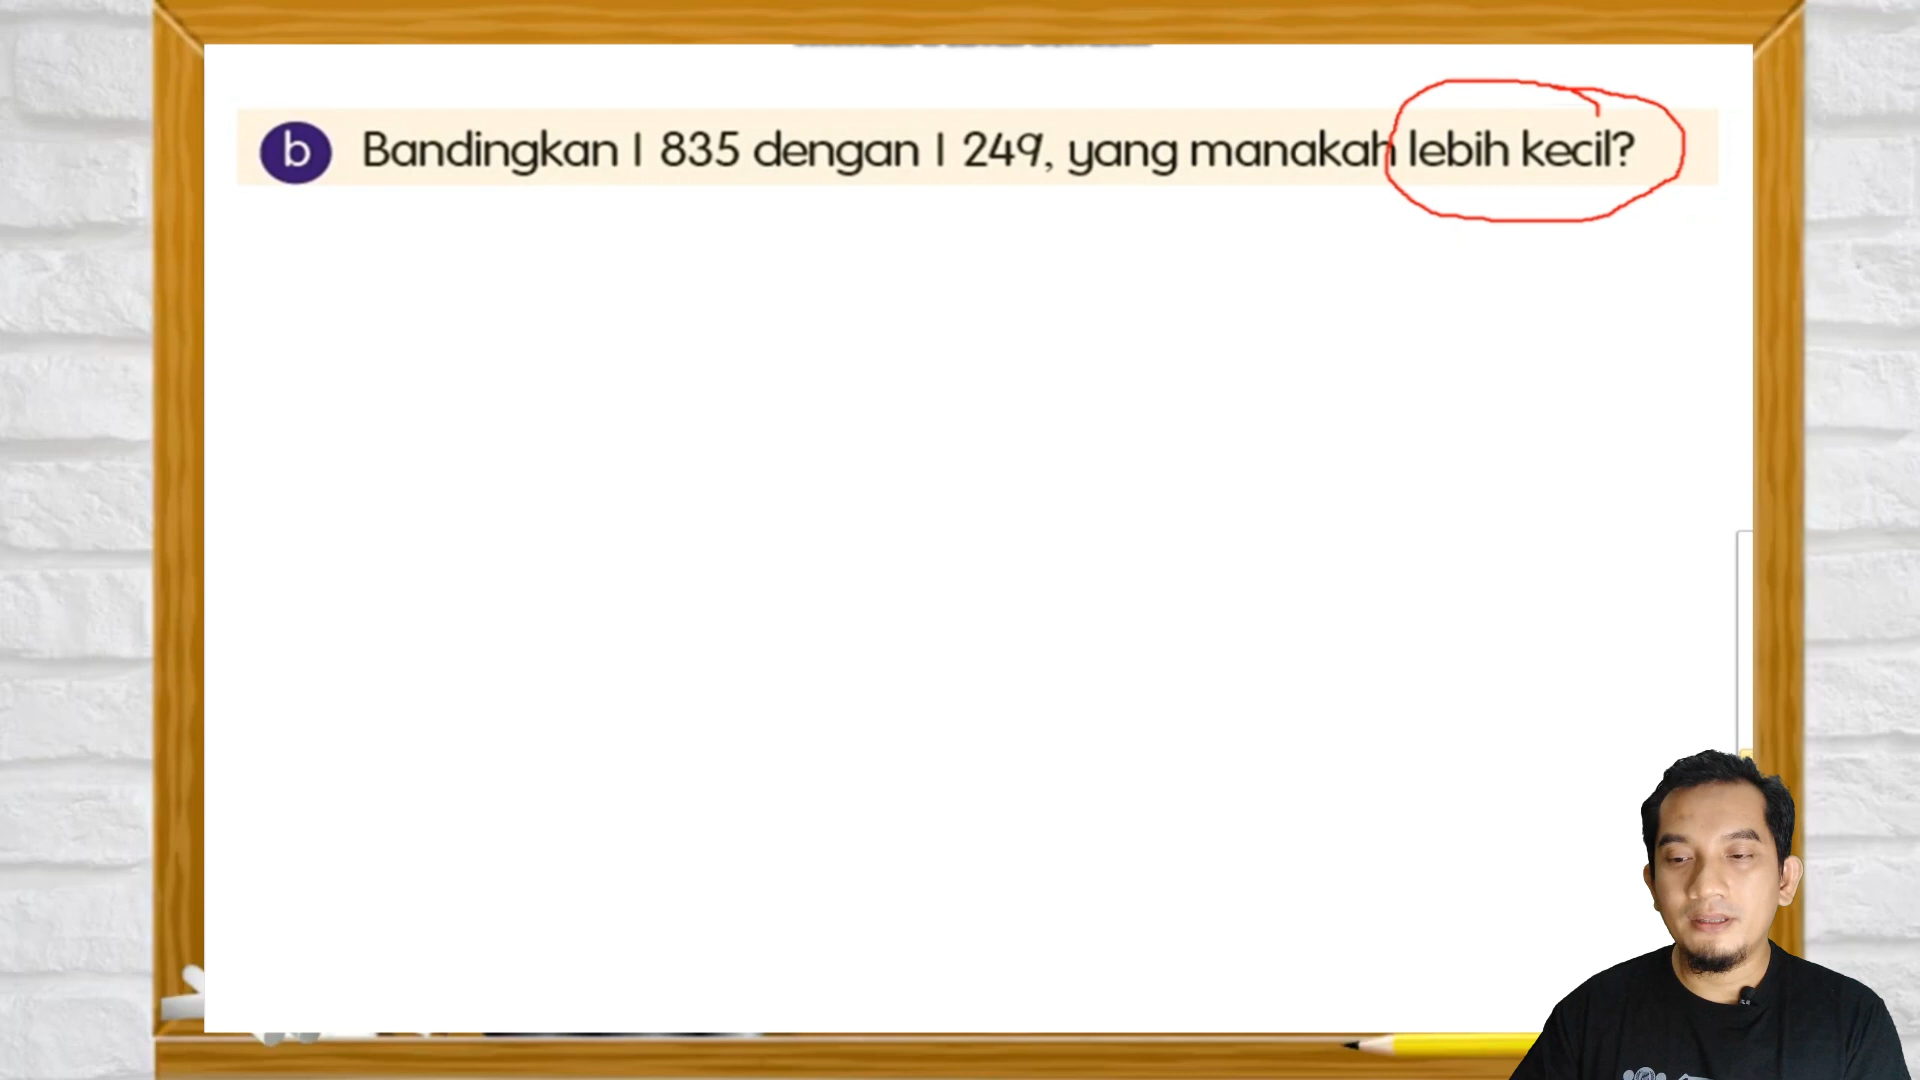 b Bandingkan 1 835 dengan 1 249, yang manakah lebih kecil?